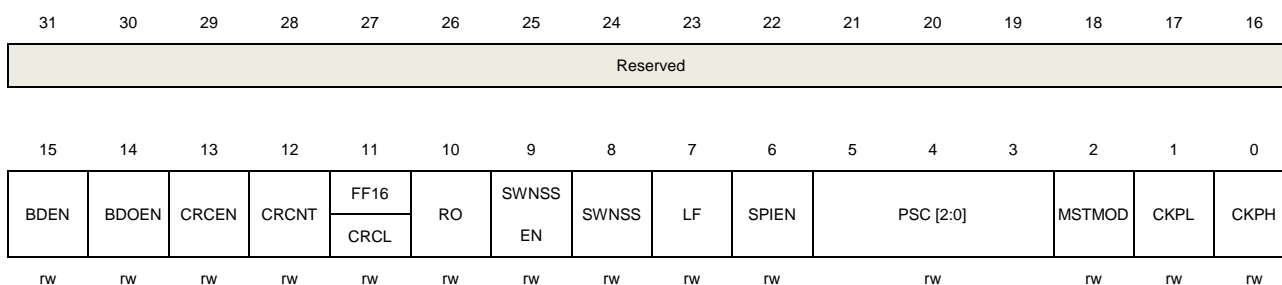 31 30 29 28 27 26 25 24 23 22 21 20 19 18 17 16
Reserved
15 14 13 12 11 10 9 8 7 6 5 4 3 2 1 0
BDEN BDOEN CRCEN CRCNT FF16 RO SWNSS SWNSS LF SPIEN PSC [2:0] MSTMOD CKPL CKPH
CRCL EN
rw rw rw rw rw rw rw rw rw rw rw rw rw rw